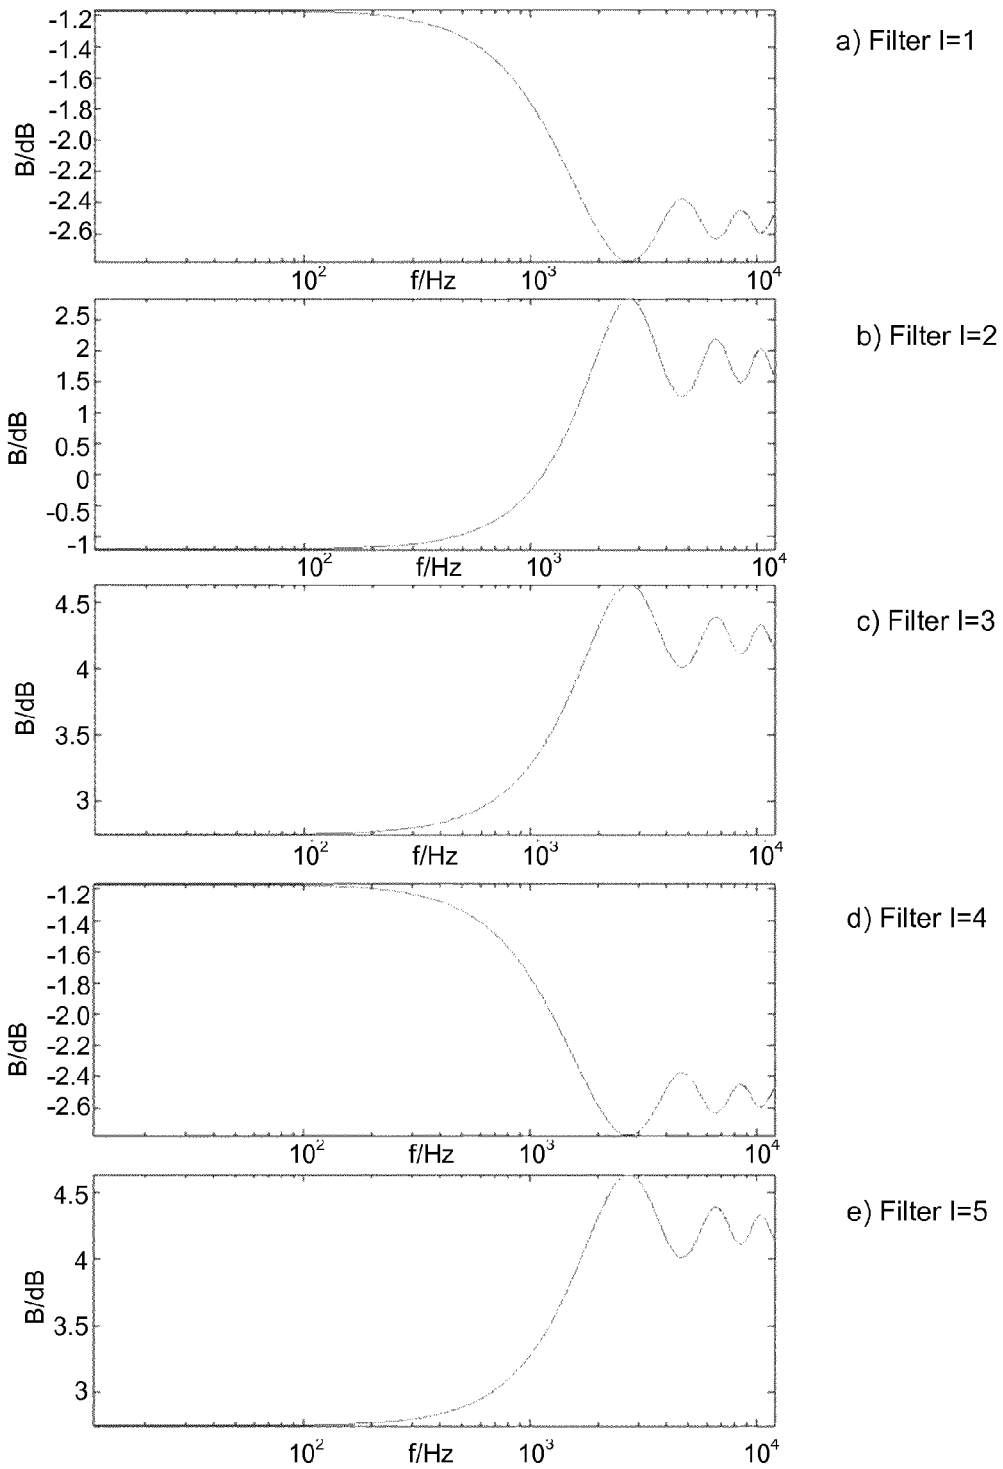 -1.2
-1.4
-1.6
-1.8
-2.0
-2.2
-2.4
-2.6
B/dB
10² f/Hz 10³ 10⁴
a) Filter I=1
2.5
2
1.5
1
0.5
0
-0.5
-1
B/dB
10² f/Hz 10³ 10⁴
b) Filter I=2
4.5
4
3.5
3
B/dB
10² f/Hz 10³ 10⁴
c) Filter I=3
-1.2
-1.4
-1.6
-1.8
-2.0
-2.2
-2.4
-2.6
B/dB
10² f/Hz 10³ 10⁴
d) Filter I=4
4.5
4
3.5
3
B/dB
10² f/Hz 10³ 10⁴
e) Filter I=5